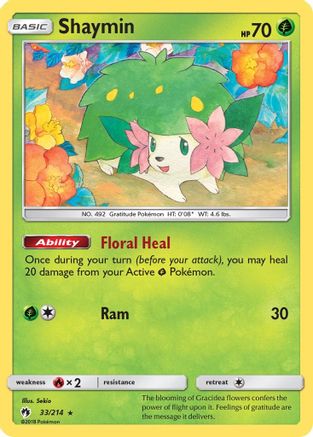 BASIC
Shaymin
HP70
NO. 492 Gratitude Pokémon HT: 0'08" WT: 4.6 lbs.
Ability Floral Heal
Once during your turn (before your attack), you may heal
20 damage from your Active Pokémon.
Ram 30
weakness ×2 resistance retreat
Illus. Sekio
33/214 ★
©2018 Pokémon
The blooming of Gracidea flowers confers the
power of flight upon it. Feelings of gratitude are
the message it delivers.